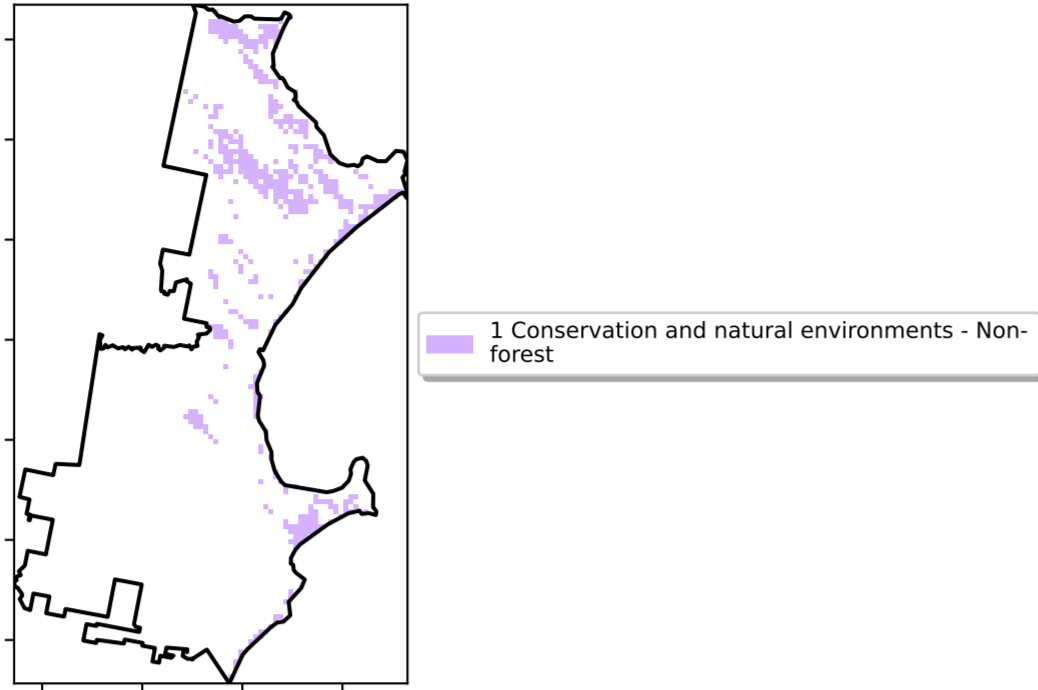 1 Conservation and natural environments - Non-
forest